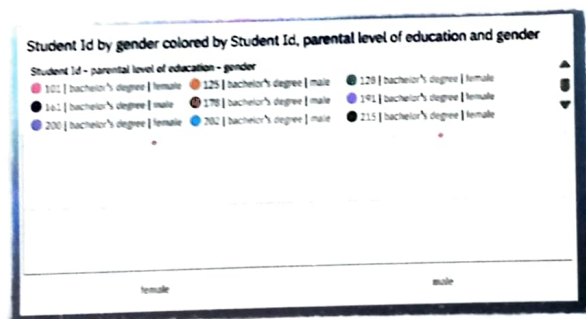 Student Id by gender colored by Student Id, parental level of education and gender
Student Id - parental level of education - gender
101 | bachelor's degree | female 125 | bachelor's degree | male 128 | bachelor's degree | female
161 | bachelor's degree | male 178 | bachelor's degree | male 191 | bachelor's degree | female
200 | bachelor's degree | female 202 | bachelor's degree | male 215 | bachelor's degree | female
female male